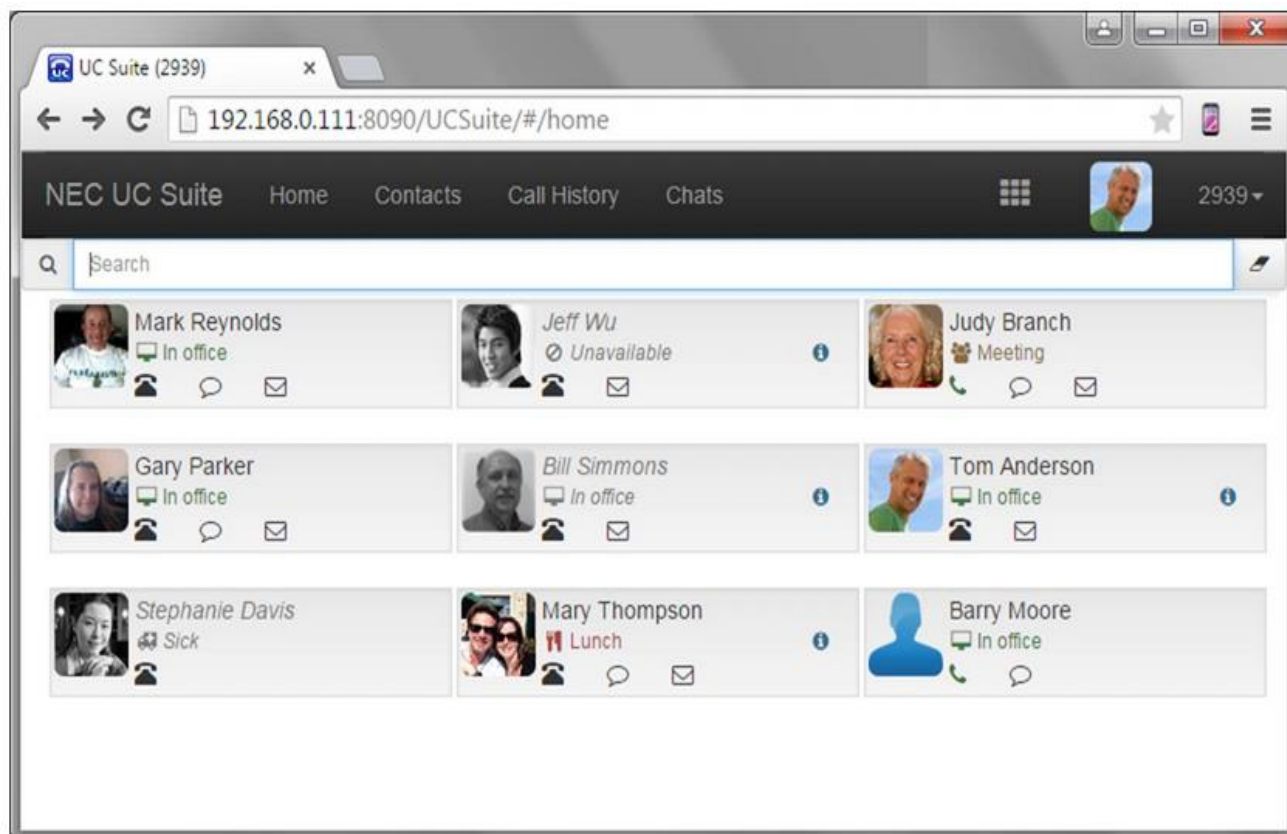 UC Suite (2939)
192.168.0.111:8090/UCSuite/#/home
NEC UC Suite Home Contacts Call History Chats 2939
Search
Mark Reynolds
In office
Jeff Wu
Unavailable
Judy Branch
Meeting
Gary Parker
In office
Bill Simmons
In office
Tom Anderson
In office
Stephanie Davis
Sick
Mary Thompson
Lunch
Barry Moore
In office